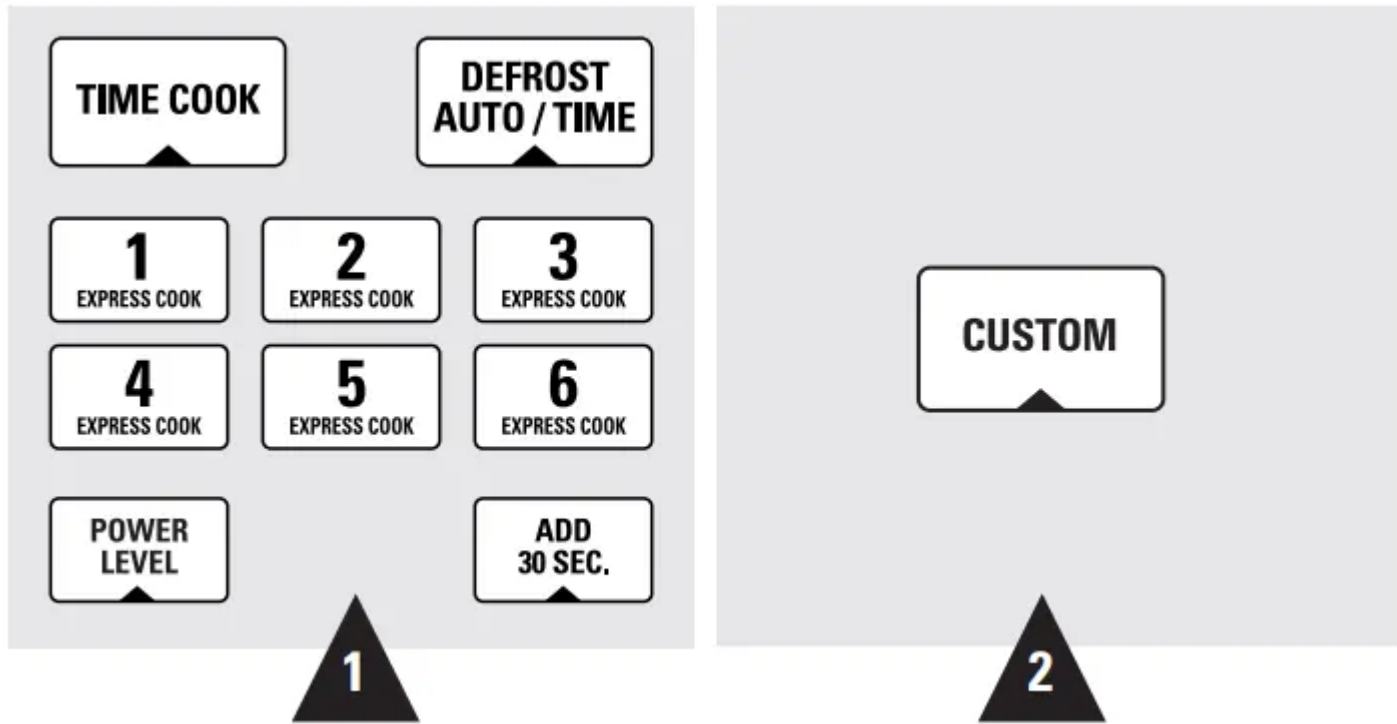 TIME COOK
DEFROST
AUTO / TIME
1
EXPRESS COOK
2
EXPRESS COOK
3
EXPRESS COOK
4
EXPRESS COOK
5
EXPRESS COOK
6
EXPRESS COOK
POWER
LEVEL
ADD
30 SEC.
1
CUSTOM
2